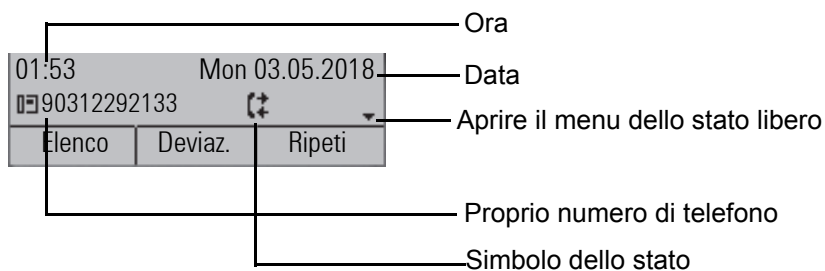 Ora
01:53 Mon 03.05.2018
Data
90312292133
Aprire il menu dello stato libero
Elenco Deviaz. Ripeti
Proprio numero di telefono
Simbolo dello stato